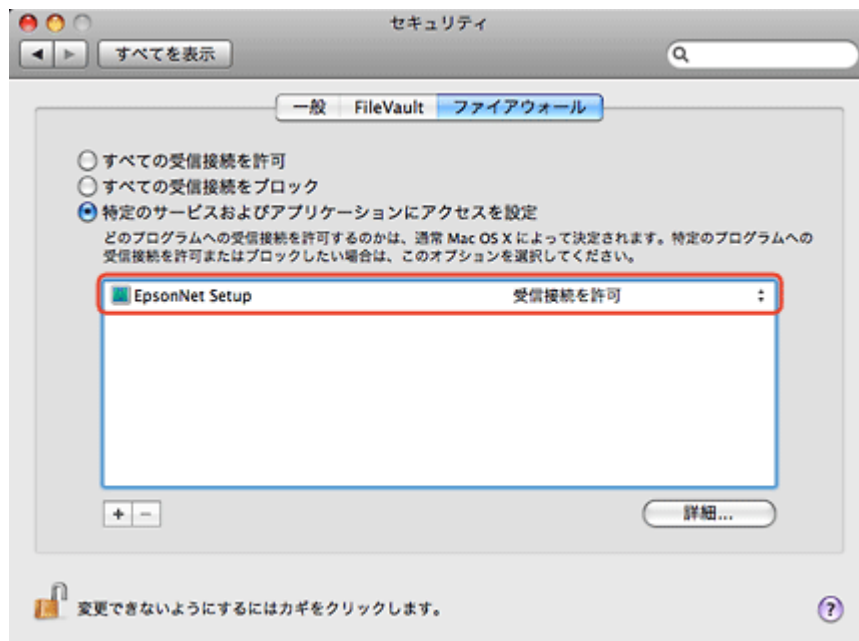 セキュリティ
すべてを表示
一般 FileVault ファイアウォール
すべての受信接続を許可
すべての受信接続をブロック
特定のサービスおよびアプリケーションにアクセスを設定
どのプログラムへの受信接続を許可するのかは、通常 Mac OS X によって決定されます。特定のプログラムへの
受信接続を許可またはブロックしたい場合は、このオプションを選択してください。
EpsonNet Setup 受信接続を許可
+ −
詳細...
変更できないようにするにはカギをクリックします。
?